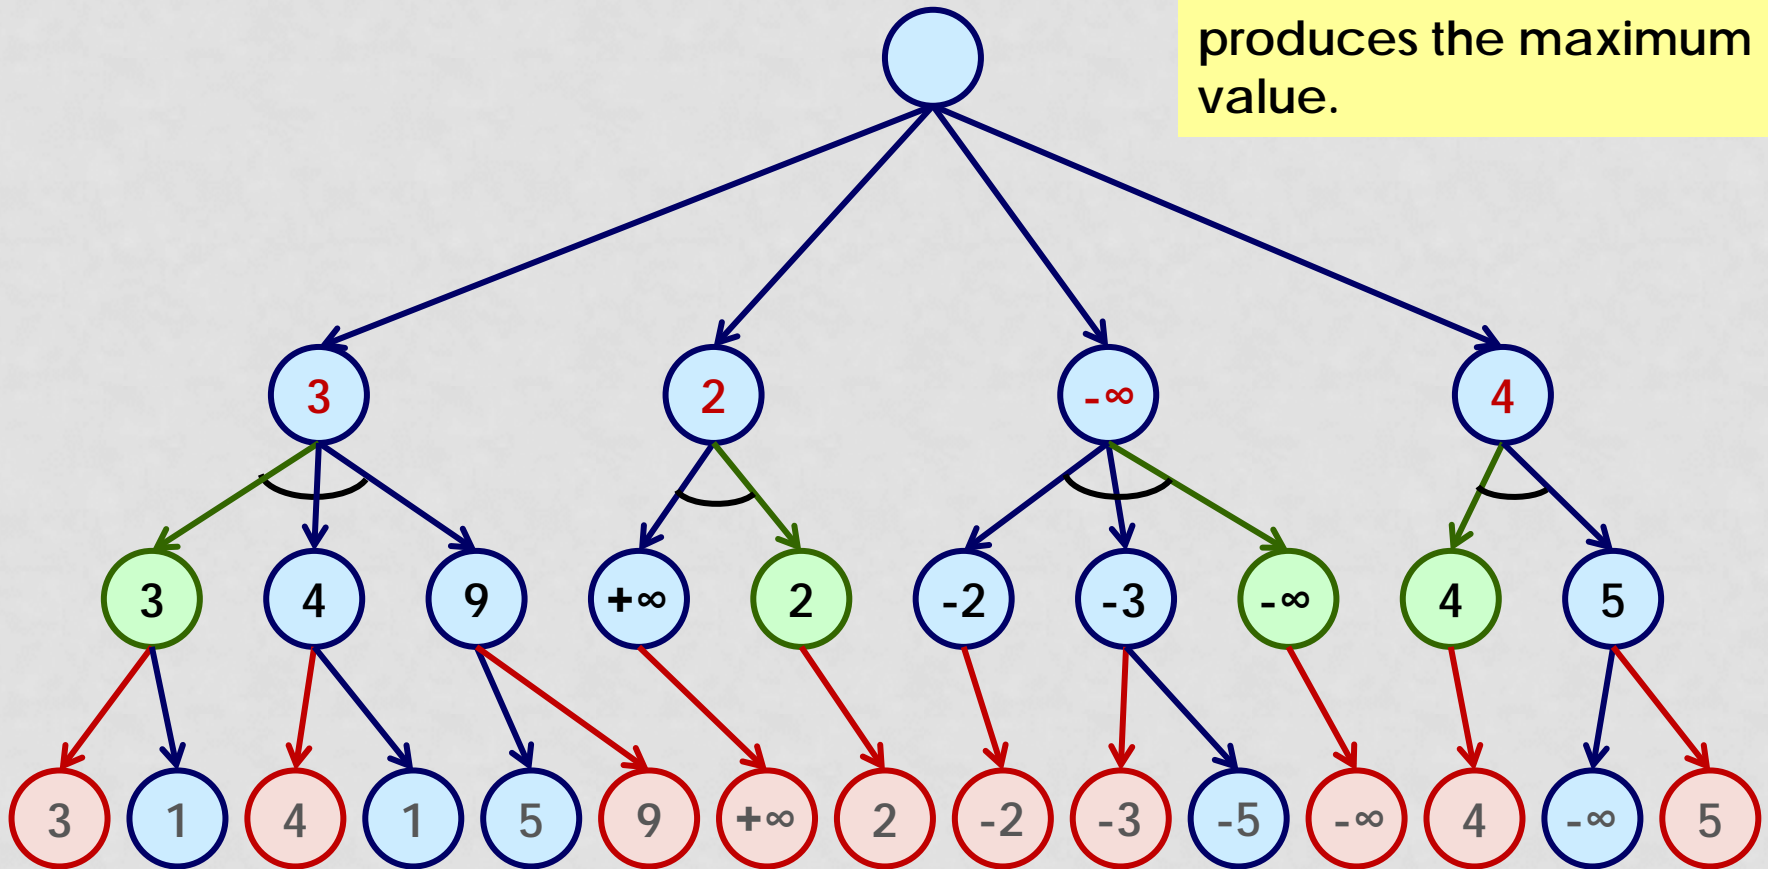 produces the maximum
value.
3 2 -∞ 4
3 4 9 +∞ 2 -2 -3 -∞ 4 5
3 1 4 1 5 9 +∞ 2 -2 -3 -5 -∞ 4 -∞ 5